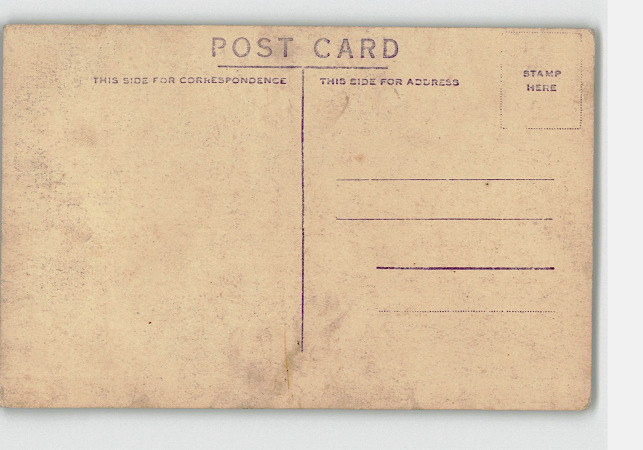 POST CARD
THIS SIDE FOR CORRESPONDENCE
THIS SIDE FOR ADDRESS
STAMP
HERE